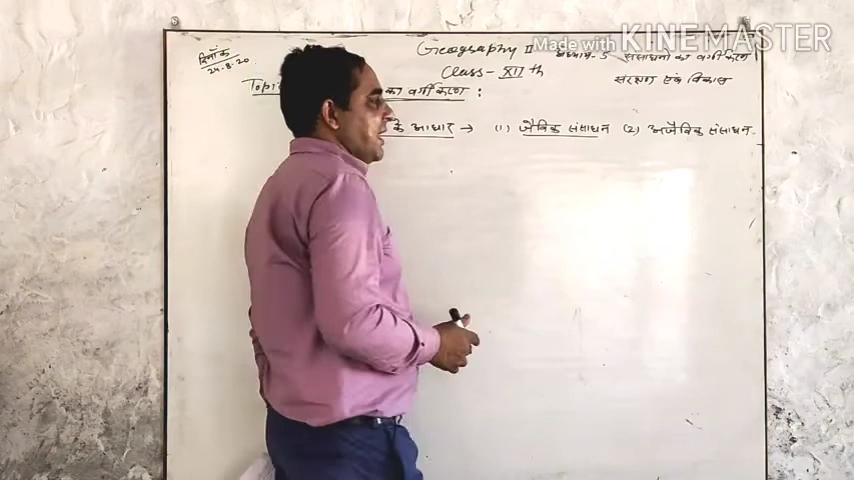 Geography II Made with KINEMASTER
दिनाँक अध्याय-5 संसाधनों का वर्गीकरण
24-8-20 Class - XII th संरक्षण एवं विकास
Topic का वर्गीकरण :
के आधार → (1) जैविक संसाधन (2) अजैविक संसाधन